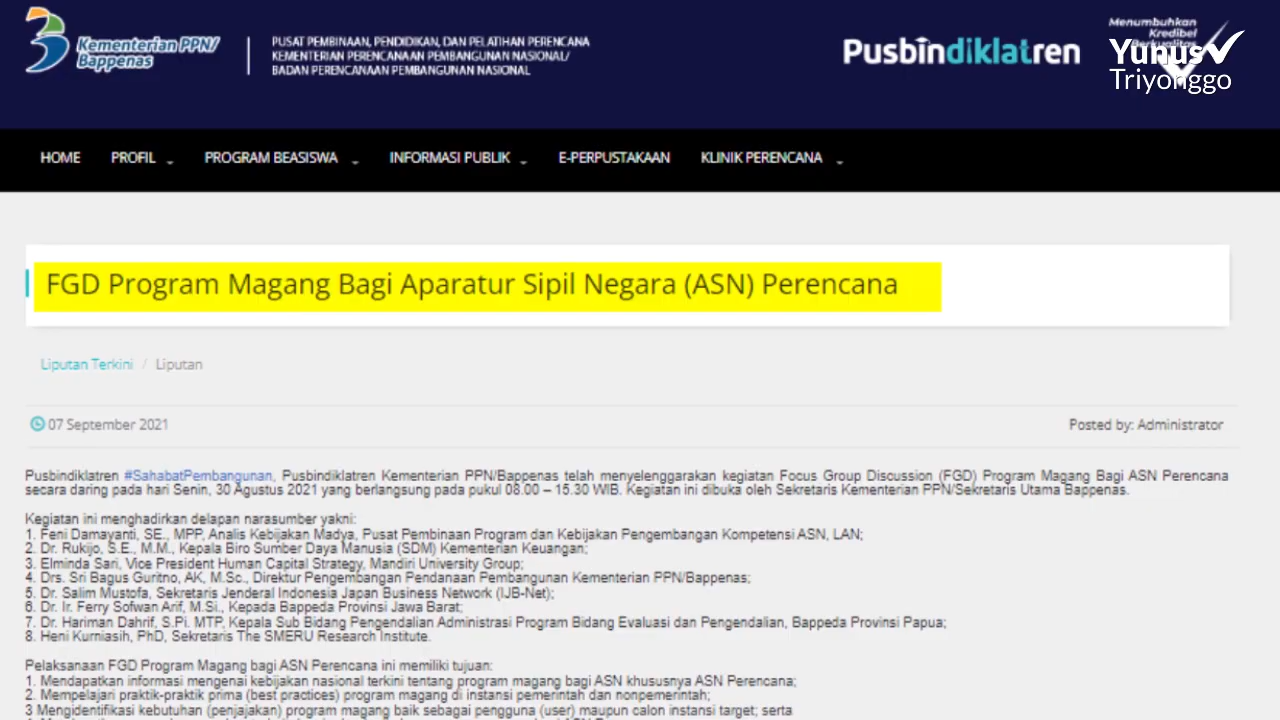 Kementerian PPN/
Bappenas
PUSAT PEMBINAAN, PENDIDIKAN, DAN PELATIHAN PERENCANA
KEMENTERIAN PERENCANAAN PEMBANGUNAN NASIONAL/
BADAN PERENCANAAN PEMBANGUNAN NASIONAL
Pusbindiklatren
Menumbuhkan
Kredibel
Yunus
Triyonggo
HOME PROFIL PROGRAM BEASISWA INFORMASI PUBLIK E-PERPUSTAKAAN KLINIK PERENCANA
FGD Program Magang Bagi Aparatur Sipil Negara (ASN) Perencana
Liputan Terkini / Liputan
07 September 2021 Posted by: Administrator
Pusbindiklatren #SahabatPembangunan, Pusbindiklatren Kementerian PPN/Bappenas telah menyelenggarakan kegiatan Focus Group Discussion (FGD) Program Magang Bagi ASN Perencana
secara daring pada hari Senin, 30 Agustus 2021 yang berlangsung pada pukul 08.00 – 15.30 WIB. Kegiatan ini dibuka oleh Sekretaris Kementerian PPN/Sekretaris Utama Bappenas.
Kegiatan ini menghadirkan delapan narasumber yakni:
1. Feni Damayanti, SE., MPP, Analis Kebijakan Madya, Pusat Pembinaan Program dan Kebijakan Pengembangan Kompetensi ASN, LAN;
2. Dr. Rukijo, S.E., M.M., Kepala Biro Sumber Daya Manusia (SDM) Kementerian Keuangan;
3. Elminda Sari, Vice President Human Capital Strategy, Mandiri University Group;
4. Drs. Sri Bagus Guritno, AK, M.Sc., Direktur Pengembangan Pendanaan Pembangunan Kementerian PPN/Bappenas;
5. Dr. Salim Mustofa, Sekretaris Jenderal Indonesia Japan Business Network (IJB-Net);
6. Dr. Ir. Ferry Sofwan Arif, M.Si., Kepada Bappeda Provinsi Jawa Barat;
7. Dr. Hariman Dahrif, S.Pi. MTP, Kepala Sub Bidang Pengendalian Administrasi Program Bidang Evaluasi dan Pengendalian, Bappeda Provinsi Papua;
8. Heni Kurniasih, PhD, Sekretaris The SMERU Research Institute.
Pelaksanaan FGD Program Magang bagi ASN Perencana ini memiliki tujuan:
1. Mendapatkan informasi mengenai kebijakan nasional terkini tentang program magang bagi ASN khususnya ASN Perencana;
2. Mempelajari praktik-praktik prima (best practices) program magang di instansi pemerintah dan nonpemerintah;
3 Mengidentifikasi kebutuhan (penjajakan) program magang baik sebagai pengguna (user) maupun calon instansi target; serta